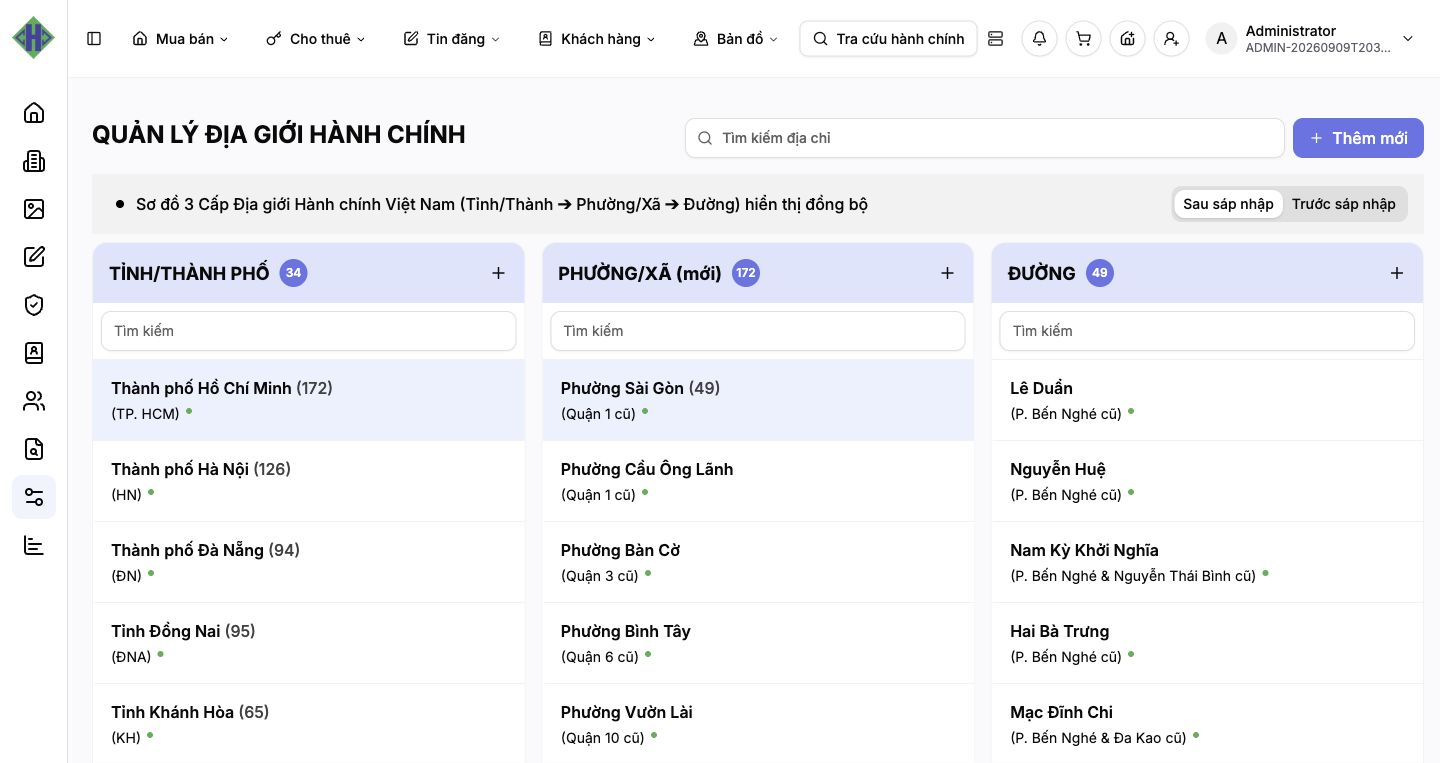 Mua bán
Cho thuê
Tin đăng
Khách hàng
Bản đồ
Tra cứu hành chính
A
Administrator
ADMIN-20260909T203...
QUẢN LÝ ĐỊA GIỚI HÀNH CHÍNH
Tìm kiếm địa chỉ
+ Thêm mới
• Sơ đồ 3 Cấp Địa giới Hành chính Việt Nam (Tỉnh/Thành ➔ Phường/Xã ➔ Đường) hiển thị đồng bộ
Sau sáp nhập
Trước sáp nhập
TỈNH/THÀNH PHỐ 34 +
Tìm kiếm
Thành phố Hồ Chí Minh (172)
(TP. HCM)
Thành phố Hà Nội (126)
(HN)
Thành phố Đà Nẵng (94)
(ĐN)
Tỉnh Đồng Nai (95)
(ĐNA)
Tỉnh Khánh Hòa (65)
(KH)
PHƯỜNG/XÃ (mới) 172 +
Tìm kiếm
Phường Sài Gòn (49)
(Quận 1 cũ)
Phường Cầu Ông Lãnh
(Quận 1 cũ)
Phường Bàn Cờ
(Quận 3 cũ)
Phường Bình Tây
(Quận 6 cũ)
Phường Vườn Lài
(Quận 10 cũ)
ĐƯỜNG 49 +
Tìm kiếm
Lê Duẩn
(P. Bến Nghé cũ)
Nguyễn Huệ
(P. Bến Nghé cũ)
Nam Kỳ Khởi Nghĩa
(P. Bến Nghé & Nguyễn Thái Bình cũ)
Hai Bà Trưng
(P. Bến Nghé cũ)
Mạc Đĩnh Chi
(P. Bến Nghé & Đa Kao cũ)